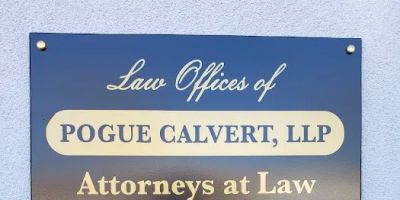 Law Offices of
POGUE CALVERT, LLP
Attorneys at Law